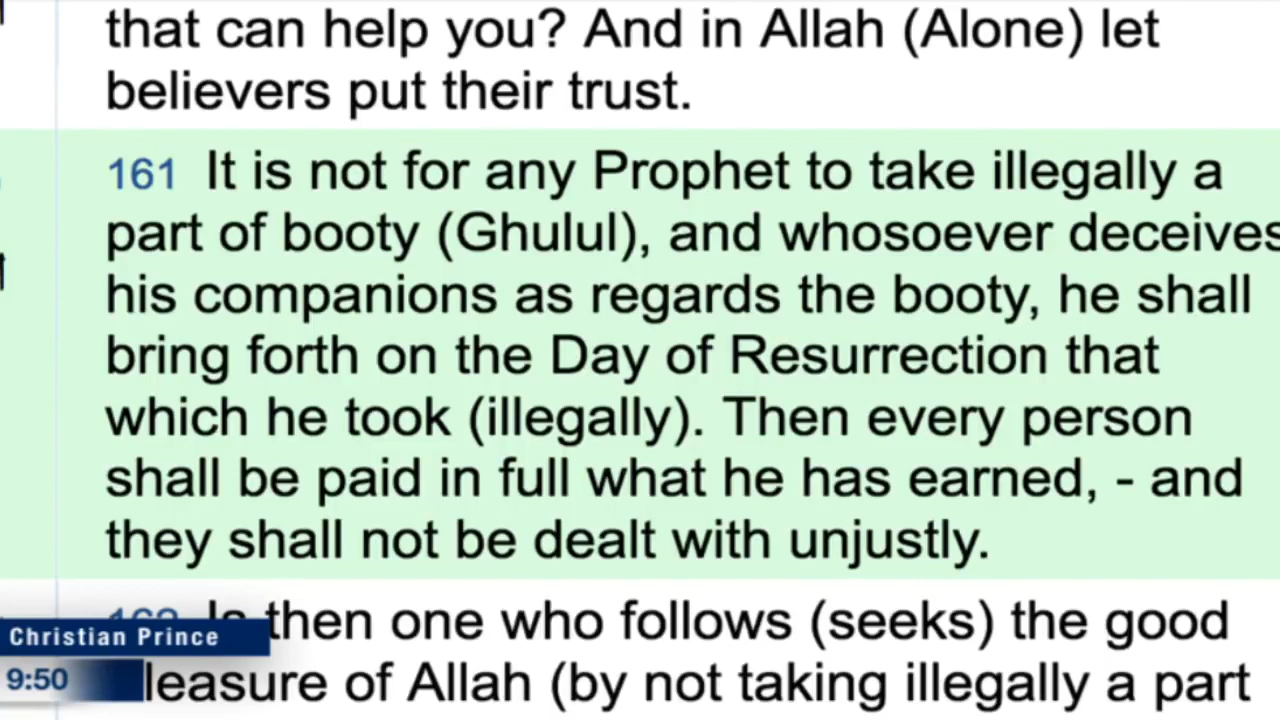 that can help you? And in Allah (Alone) let
believers put their trust.
161 It is not for any Prophet to take illegally a
part of booty (Ghulul), and whosoever deceives
his companions as regards the booty, he shall
bring forth on the Day of Resurrection that
which he took (illegally). Then every person
shall be paid in full what he has earned, - and
they shall not be dealt with unjustly.
162 Is then one who follows (seeks) the good
leasure of Allah (by not taking illegally a part
Christian Prince
9:50